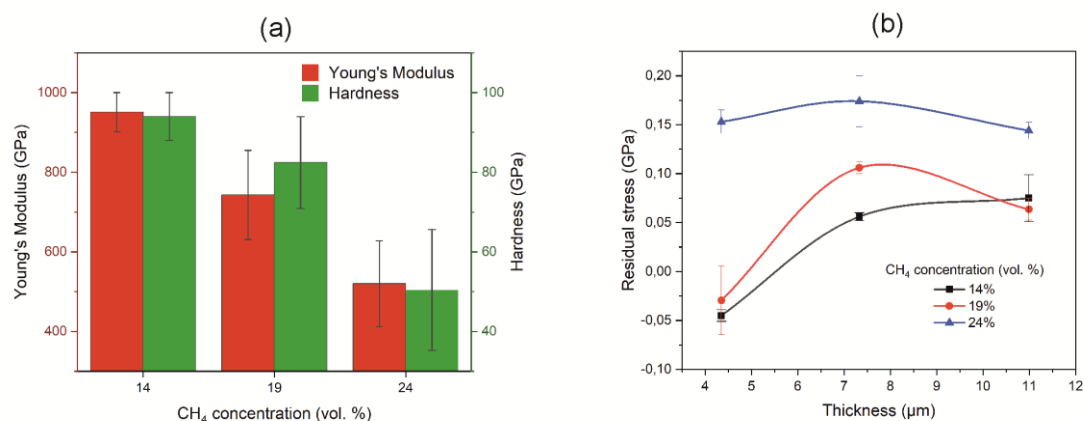 (a)
Young's Modulus
Hardness
Young's Modulus (GPa)
1000
800
600
400
Hardness (GPa)
100
80
60
40
14
19
24
CH₄ concentration (vol. %)
(b)
Residual stress (GPa)
0,20
0,15
0,10
0,05
0,00
-0,05
-0,10
CH₄ concentration (vol. %)
14%
19%
24%
4 5 6 7 8 9 10 11 12
Thickness (µm)